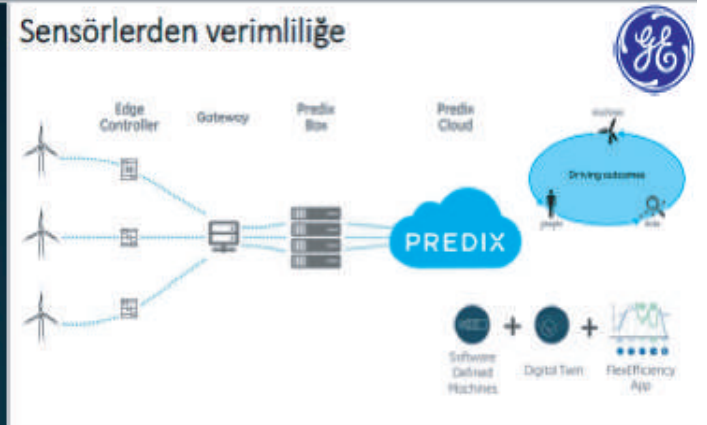 Sensörlerden verimliliğe
GE
Edge
Controller
Gateway
Predix
Box
Predix
Cloud
Driving outcomes
people
PREDIX
Software
Defined
Machines
Digital Twin
FlexEfficiency
App